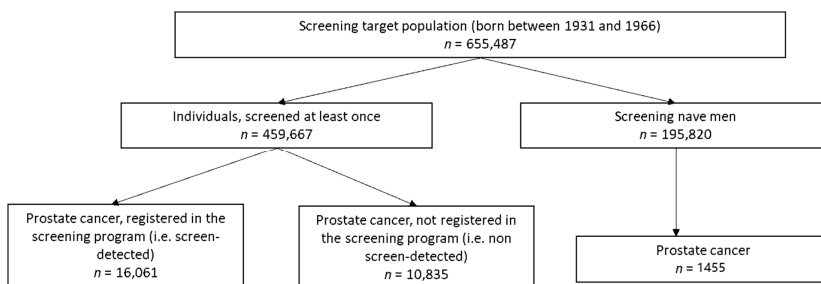 Screening target population (born between 1931 and 1966)
n = 655,487
Individuals, screened at least once
n = 459,667
Screening nave men
n = 195,820
Prostate cancer, registered in the
screening program (i.e. screen-
detected)
n = 16,061
Prostate cancer, not registered in
the screening program (i.e. non
screen-detected)
n = 10,835
Prostate cancer
n = 1455